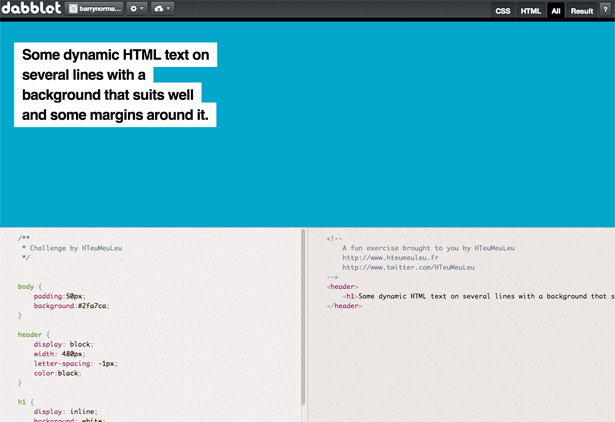 dabblot
barrynorma...
CSS
HTML
All
Result
?
Some dynamic HTML text on
several lines with a
background that suits well
and some margins around it.
/**
* Challenge by HTeuMeuLeu
*/
body {
padding:50px;
background:#2fa7ca;
}
header {
display: block;
width: 480px;
letter-spacing: -1px;
color:black;
}
h1 {
display: inline;
background: white;
<!--
A fun exercise brought to you by HTeuMeuLeu
http://www.hteumeuleu.fr
http://www.twitter.com/HTeuMeuLeu
-->
<header>
<h1>Some dynamic HTML text on several lines with a background that s
</header>